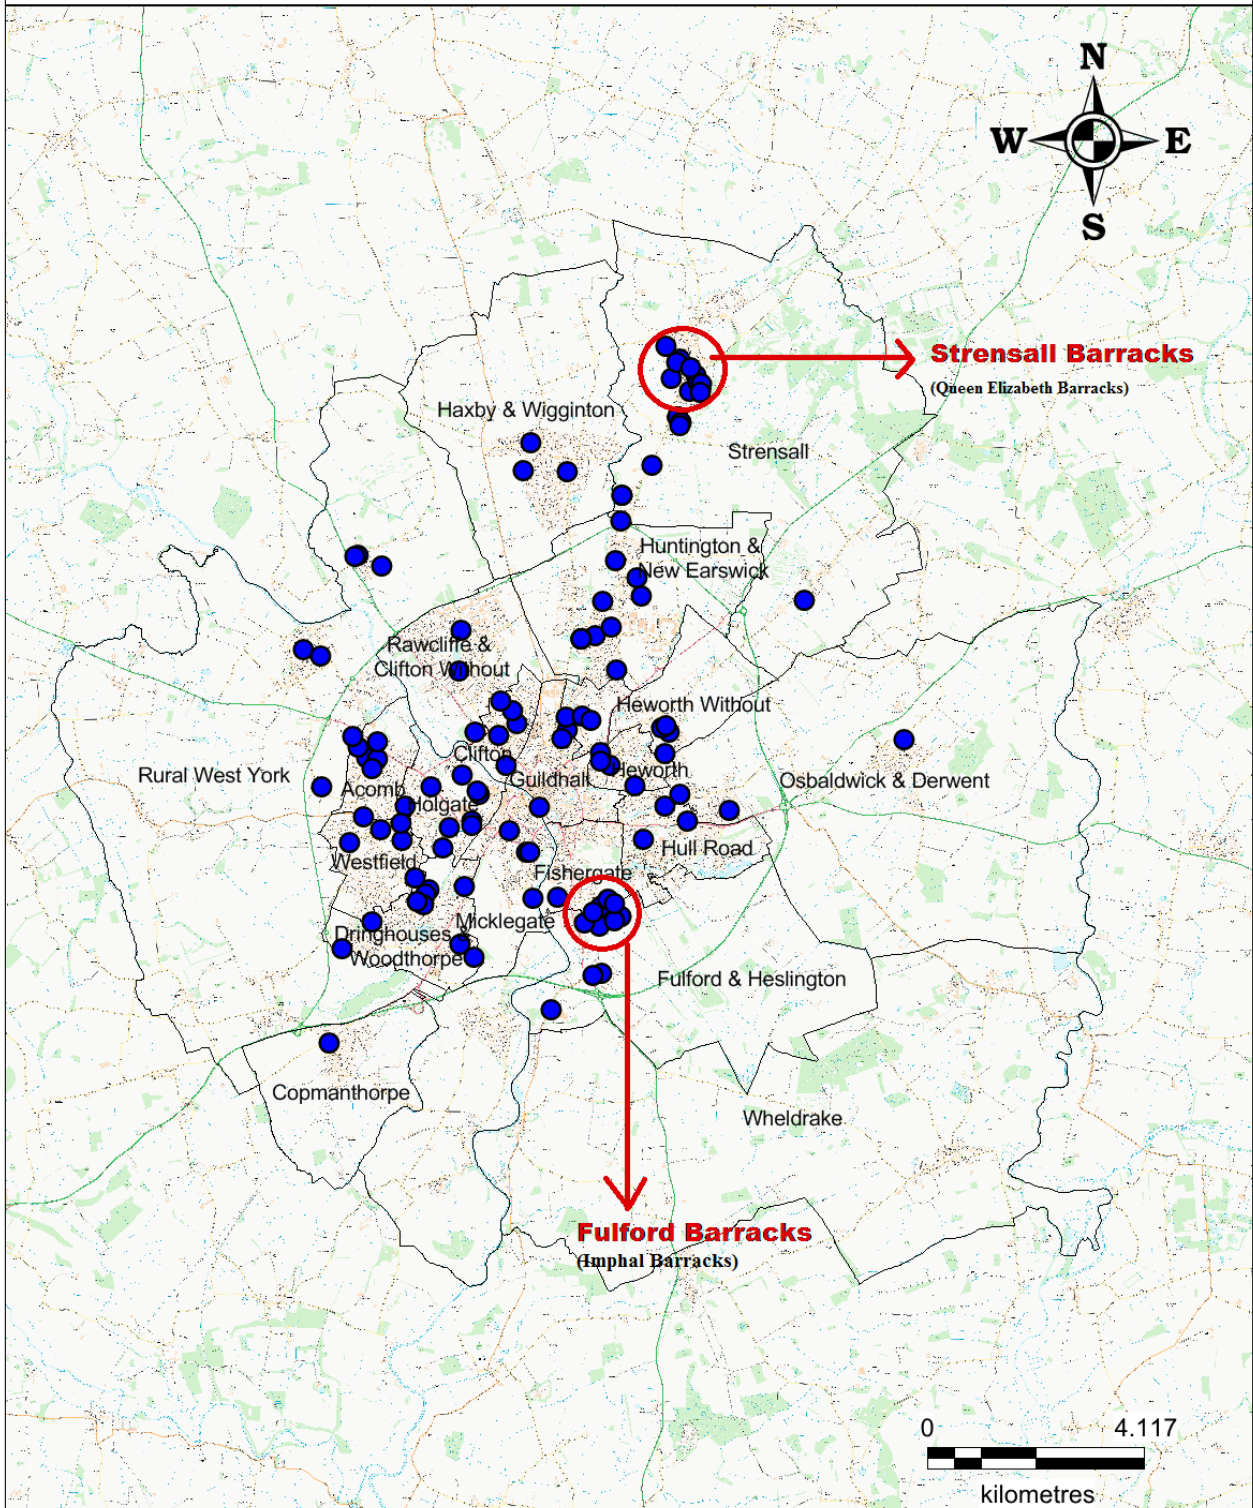 N
W E
S
Strensall Barracks
(Queen Elizabeth Barracks)
Haxby & Wigginton
Strensall
Huntington &
New Earswick
Rawcliffe &
Clifton Without
Heworth Without
Clifton
Rural West York
Guildhall
Heworth
Osbaldwick & Derwent
Acomb
Holgate
Hull Road
Westfield
Fishergate
Micklegate
Dringhouses &
Woodthorpe
Fulford & Heslington
Copmanthorpe
Wheldrake
Fulford Barracks
(Imphal Barracks)
0 4.117
kilometres